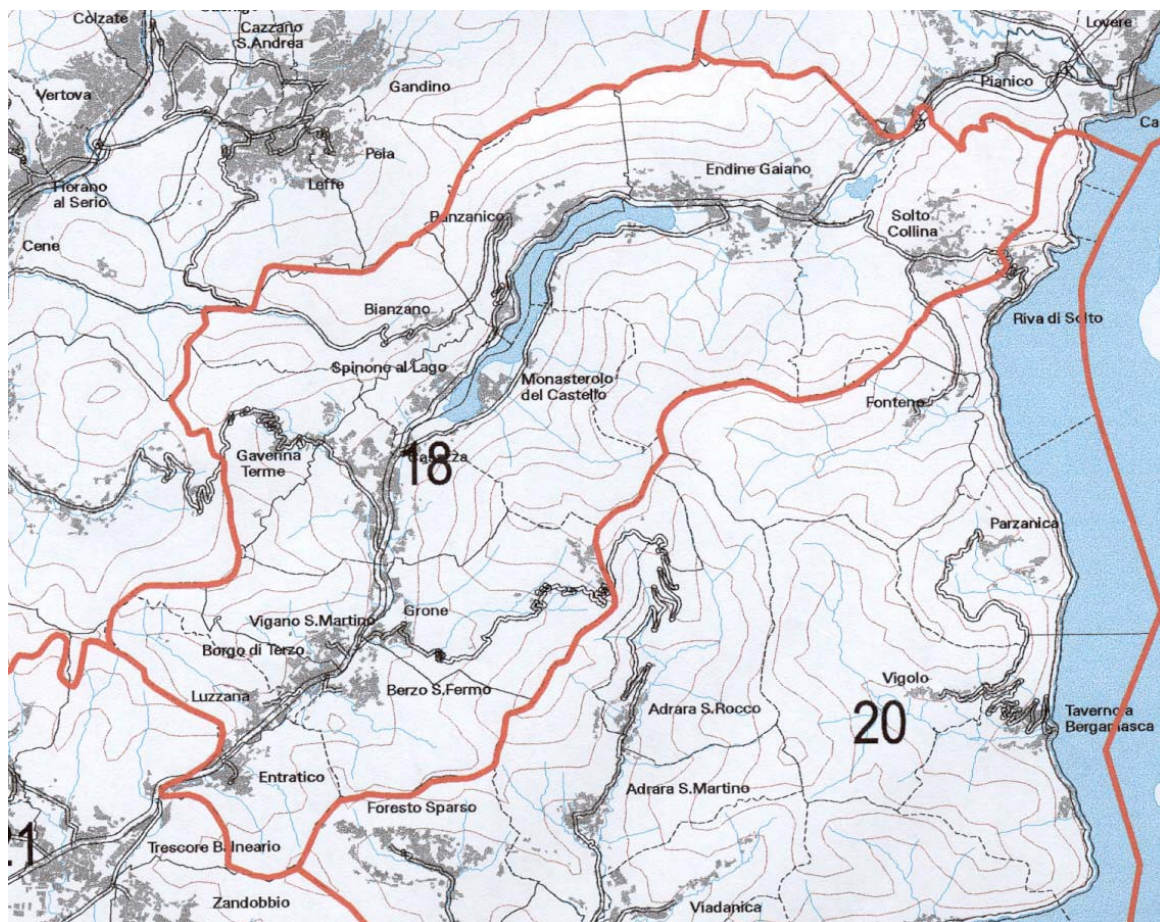 Colzate
Cazzano
S.Andrea
Lovere
Vertova
Gandino
Pianico
Ca
Peia
Leffe
Endine Gaiano
Fiorano
al Serio
Ranzanico
Solto
Collina
Cene
Bianzano
Riva di Solto
Spinone al Lago
Monasterolo
del Castello
Fonteno
Gaverina
Terme
Casazza
18
Parzanica
Grone
Vigano S.Martino
Borgo di Terzo
Luzzana
Berzo S.Fermo
Vigolo
Adrara S.Rocco
20
Tavernola
Bergamasca
Entratico
Adrara S.Martino
Foresto Sparso
Trescore Balneario
Zandobbio
Viadanica